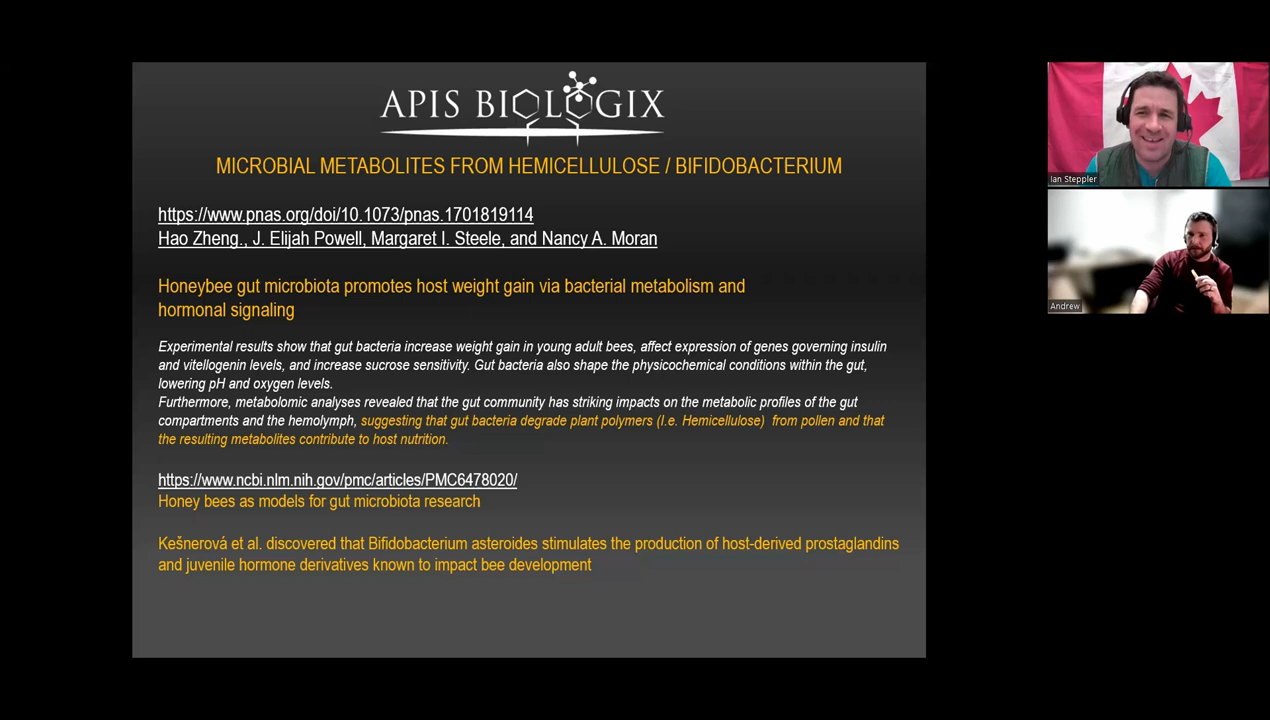 APIS BIOLOGIX
MICROBIAL METABOLITES FROM HEMICELLULOSE / BIFIDOBACTERIUM
https://www.pnas.org/doi/10.1073/pnas.1701819114
Hao Zheng., J. Elijah Powell, Margaret I. Steele, and Nancy A. Moran
Honeybee gut microbiota promotes host weight gain via bacterial metabolism and
hormonal signaling
Experimental results show that gut bacteria increase weight gain in young adult bees, affect expression of genes governing insulin
and vitellogenin levels, and increase sucrose sensitivity. Gut bacteria also shape the physicochemical conditions within the gut,
lowering pH and oxygen levels.
Furthermore, metabolomic analyses revealed that the gut community has striking impacts on the metabolic profiles of the gut
compartments and the hemolymph, suggesting that gut bacteria degrade plant polymers (I.e. Hemicellulose) from pollen and that
the resulting metabolites contribute to host nutrition.
https://www.ncbi.nlm.nih.gov/pmc/articles/PMC6478020/
Honey bees as models for gut microbiota research
Kešnerová et al. discovered that Bifidobacterium asteroides stimulates the production of host-derived prostaglandins
and juvenile hormone derivatives known to impact bee development
Ian Steppler
Andrew